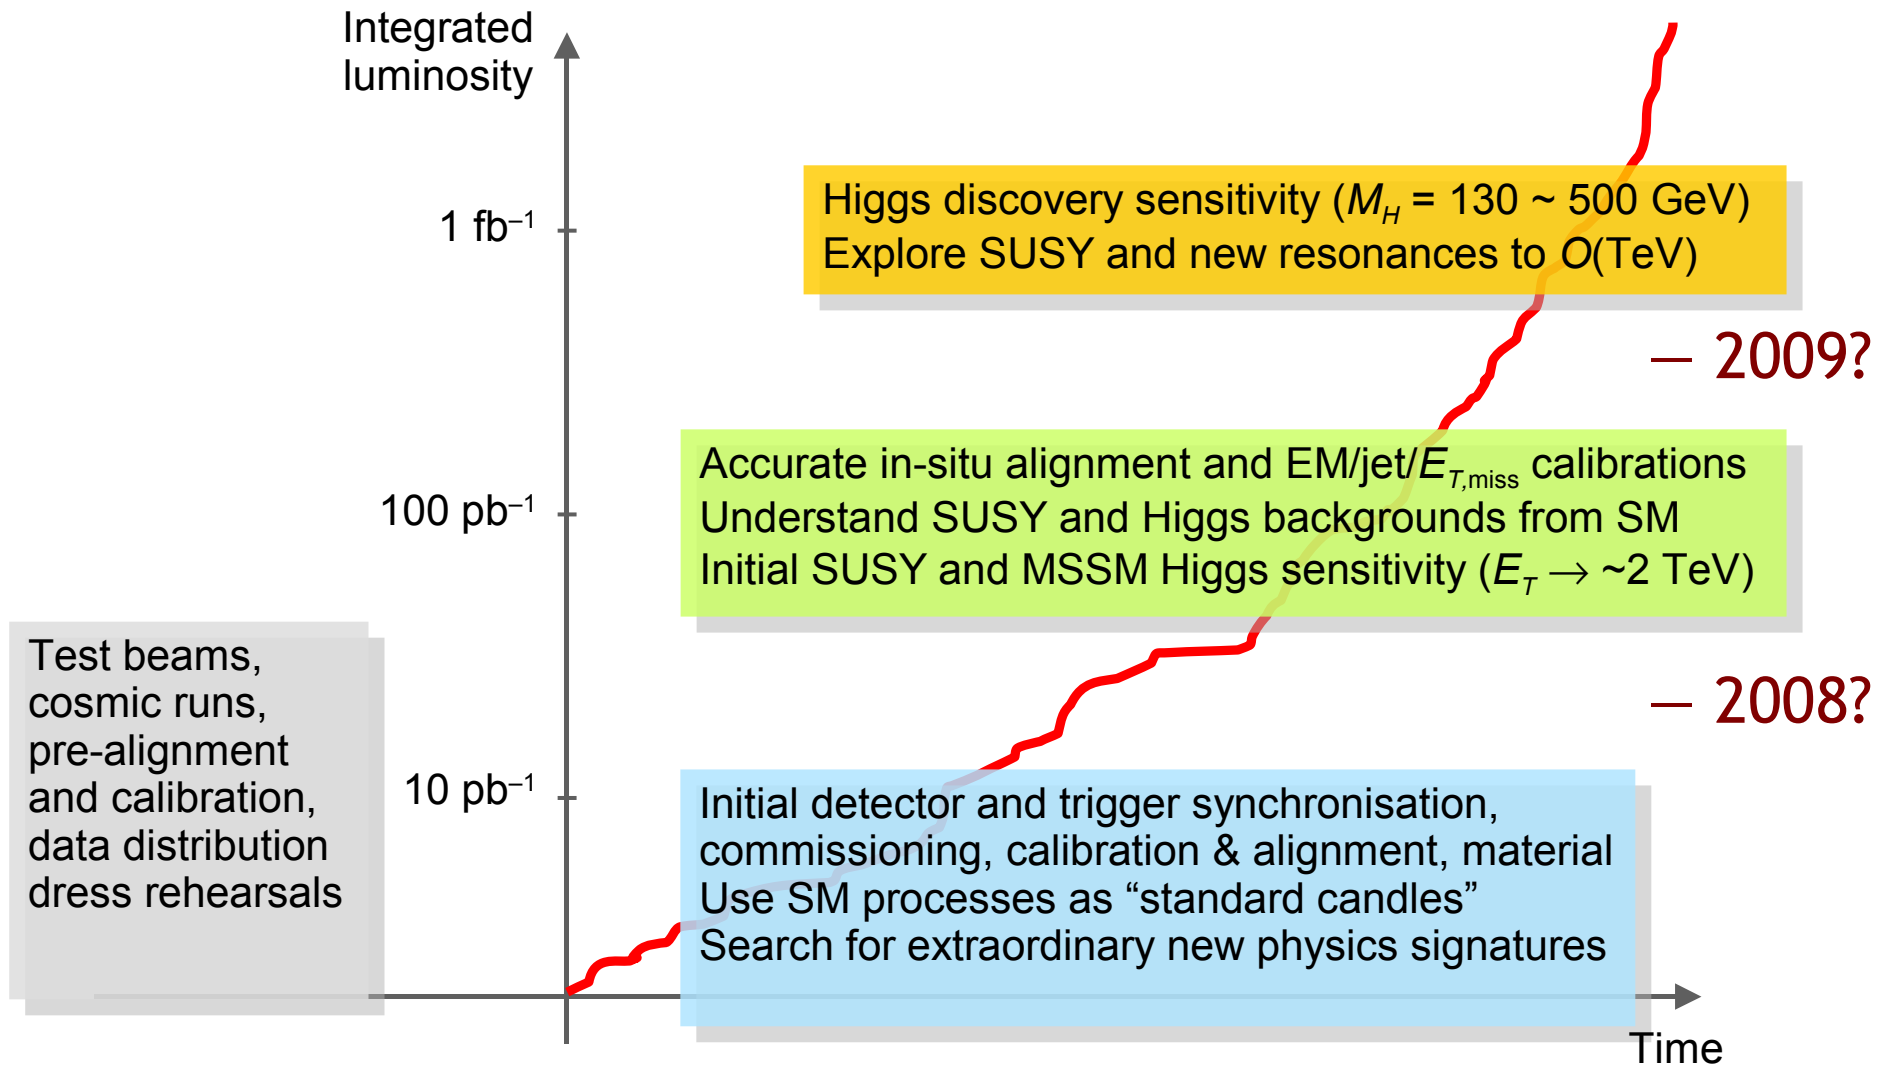 Integrated
luminosity
1 fb⁻¹
Higgs discovery sensitivity (M_H = 130 ~ 500 GeV)
Explore SUSY and new resonances to O(TeV)
— 2009?
100 pb⁻¹
Accurate in-situ alignment and EM/jet/E_T,miss calibrations
Understand SUSY and Higgs backgrounds from SM
Initial SUSY and MSSM Higgs sensitivity (E_T → ~2 TeV)
Test beams,
cosmic runs,
pre-alignment
and calibration,
data distribution
dress rehearsals
— 2008?
10 pb⁻¹
Initial detector and trigger synchronisation,
commissioning, calibration & alignment, material
Use SM processes as “standard candles”
Search for extraordinary new physics signatures
Time